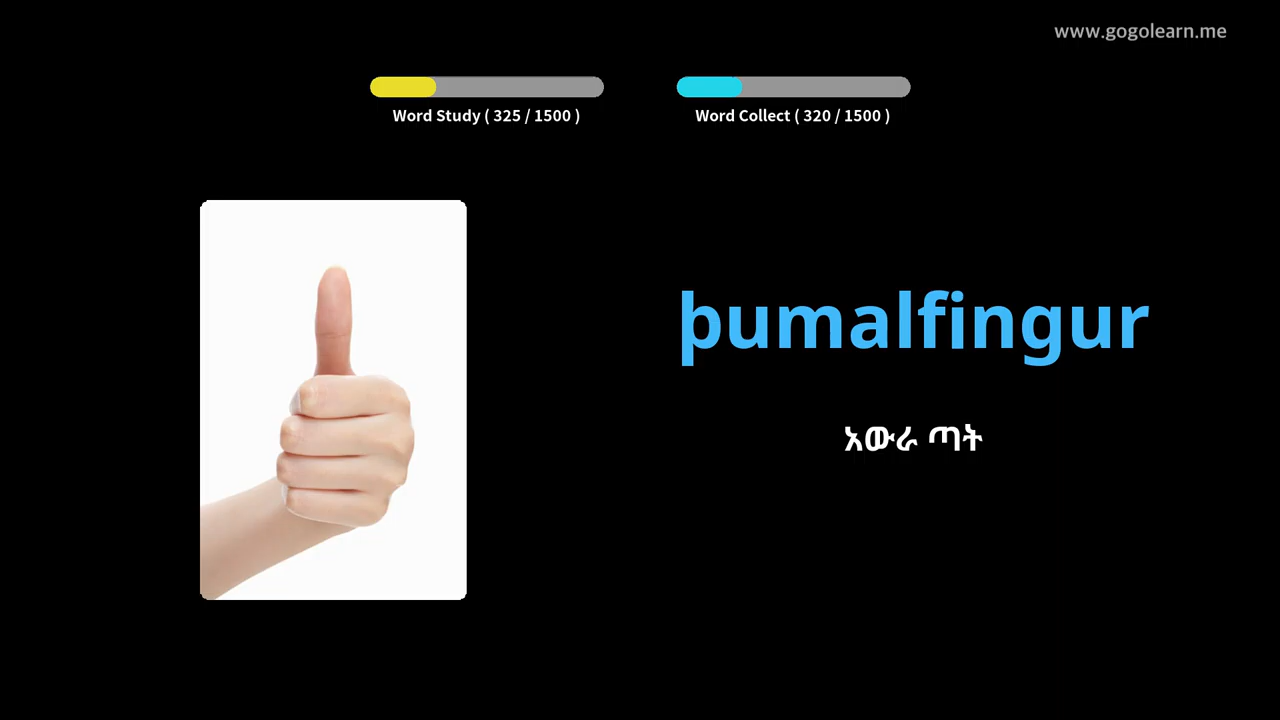 www.gogolearn.me
Word Study ( 325 / 1500 )
Word Collect ( 320 / 1500 )
þumalfingur
አውራ ጣት